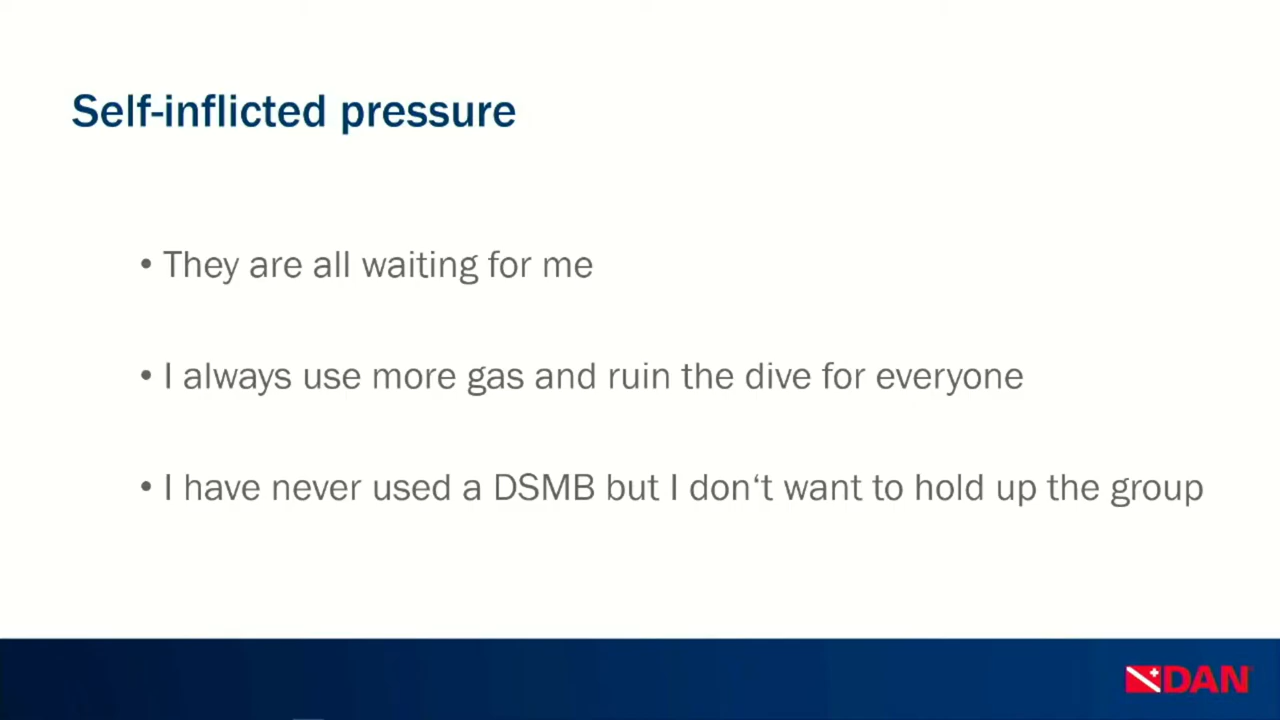 Self-inflicted pressure
• They are all waiting for me
• I always use more gas and ruin the dive for everyone
• I have never used a DSMB but I don‘t want to hold up the group
DAN